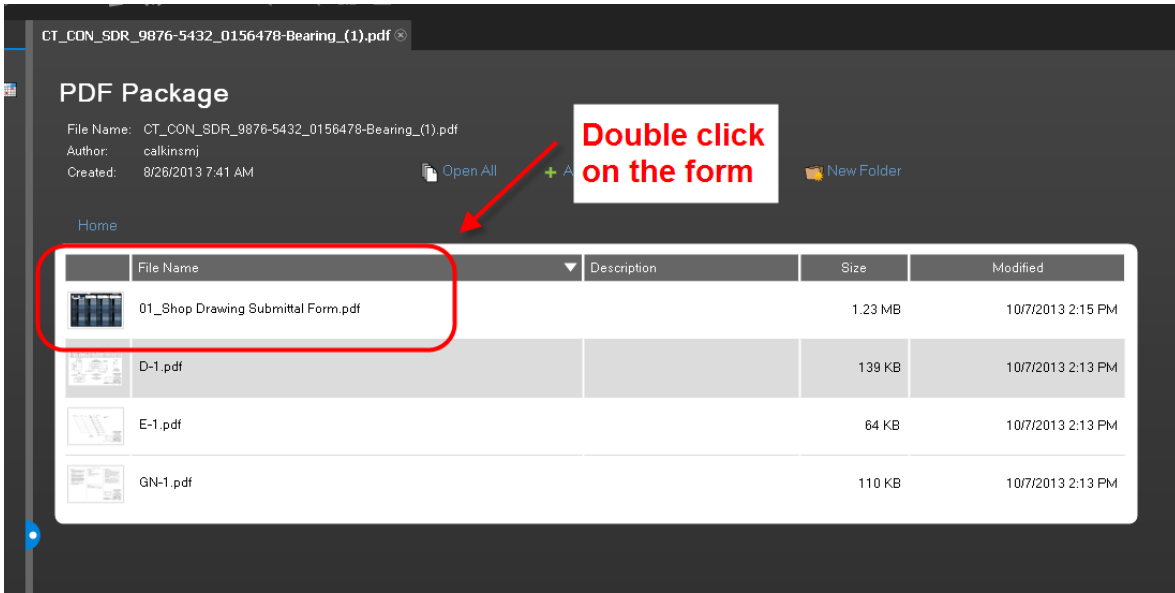 CT_CON_SDR_9876-5432_0156478-Bearing_(1).pdf
PDF Package
File Name: CT_CON_SDR_9876-5432_0156478-Bearing_(1).pdf
Author: calkinsmj
Created: 8/26/2013 7:41 AM
Open All
Double click
on the form
New Folder
Home
File Name Description Size Modified
01_Shop Drawing Submittal Form.pdf 1.23 MB 10/7/2013 2:15 PM
D-1.pdf 139 KB 10/7/2013 2:13 PM
E-1.pdf 64 KB 10/7/2013 2:13 PM
GN-1.pdf 110 KB 10/7/2013 2:13 PM